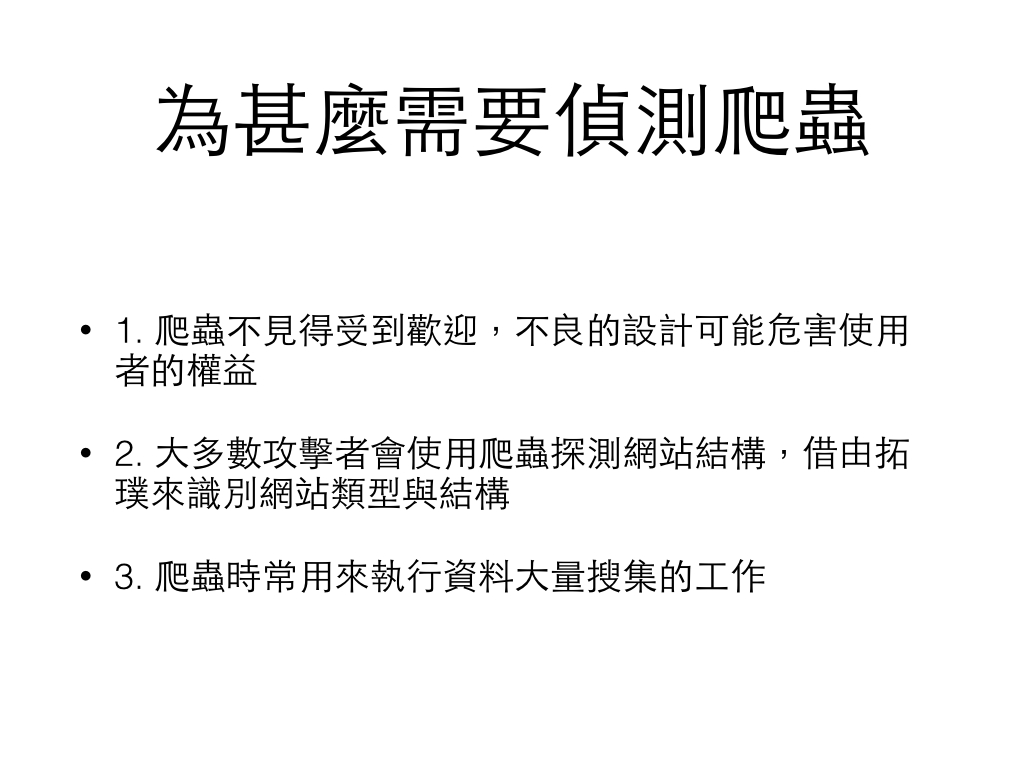 為甚麼需要偵測爬蟲
• 1. 爬蟲不見得受到歡迎，不良的設計可能危害使用
者的權益
• 2. 大多數攻擊者會使用爬蟲探測網站結構，借由拓
璞來識別網站類型與結構
• 3. 爬蟲時常用來執行資料大量搜集的工作